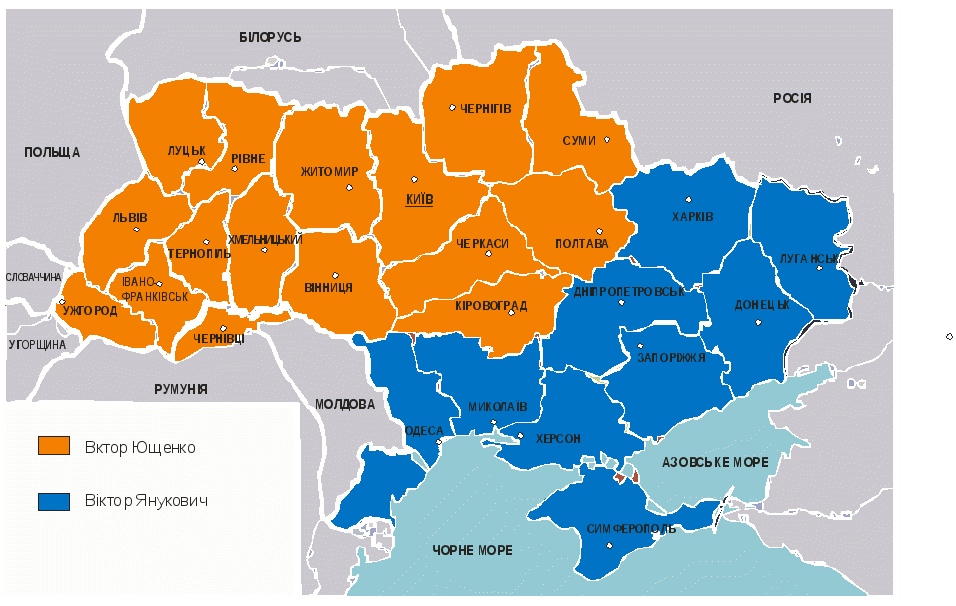 БІЛОРУСЬ
РОСІЯ
ЧЕРНІГІВ
СУМИ
ПОЛЬЩА
ЛУЦЬК
РІВНЕ
ЖИТОМИР
КИЇВ
ЛЬВІВ
ХАРКІВ
ХМЕЛЬНИЦЬКИЙ
ТЕРНОПІЛЬ
ЧЕРКАСИ
ПОЛТАВА
ЛУГАНСЬК
СЛОВАЧЧИНА
ІВАНО-
ФРАНКІВСЬК
ВІННИЦЯ
ДНІПРОПЕТРОВСЬК
УЖГОРОД
КІРОВОГРАД
ДОНЕЦЬК
УГОРЩИНА
ЧЕРНІВЦІ
ЗАПОРІЖЖЯ
РУМУНІЯ
МОЛДОВА
МИКОЛАЇВ
ОДЕСА
ХЕРСОН
Віктор Ющенко
АЗОВСЬКЕ МОРЕ
Віктор Янукович
СИМФЕРОПОЛЬ
ЧОРНЕ МОРЕ